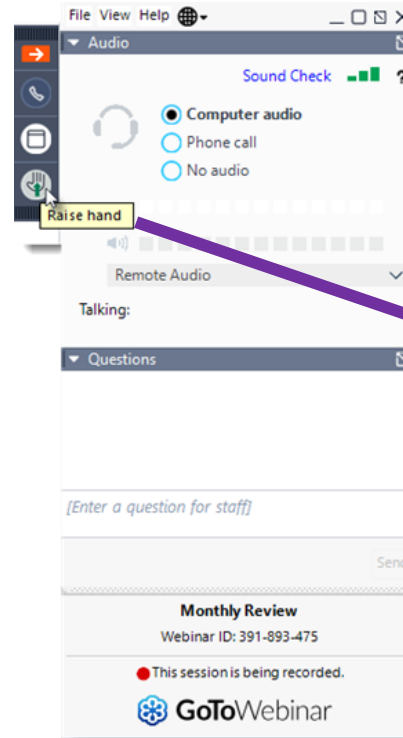 File View Help
Audio
Sound Check ?
Computer audio
Phone call
No audio
Raise hand
Remote Audio
Talking:
Questions
[Enter a question for staff]
Send
Monthly Review
Webinar ID: 391-893-475
This session is being recorded.
GoToWebinar